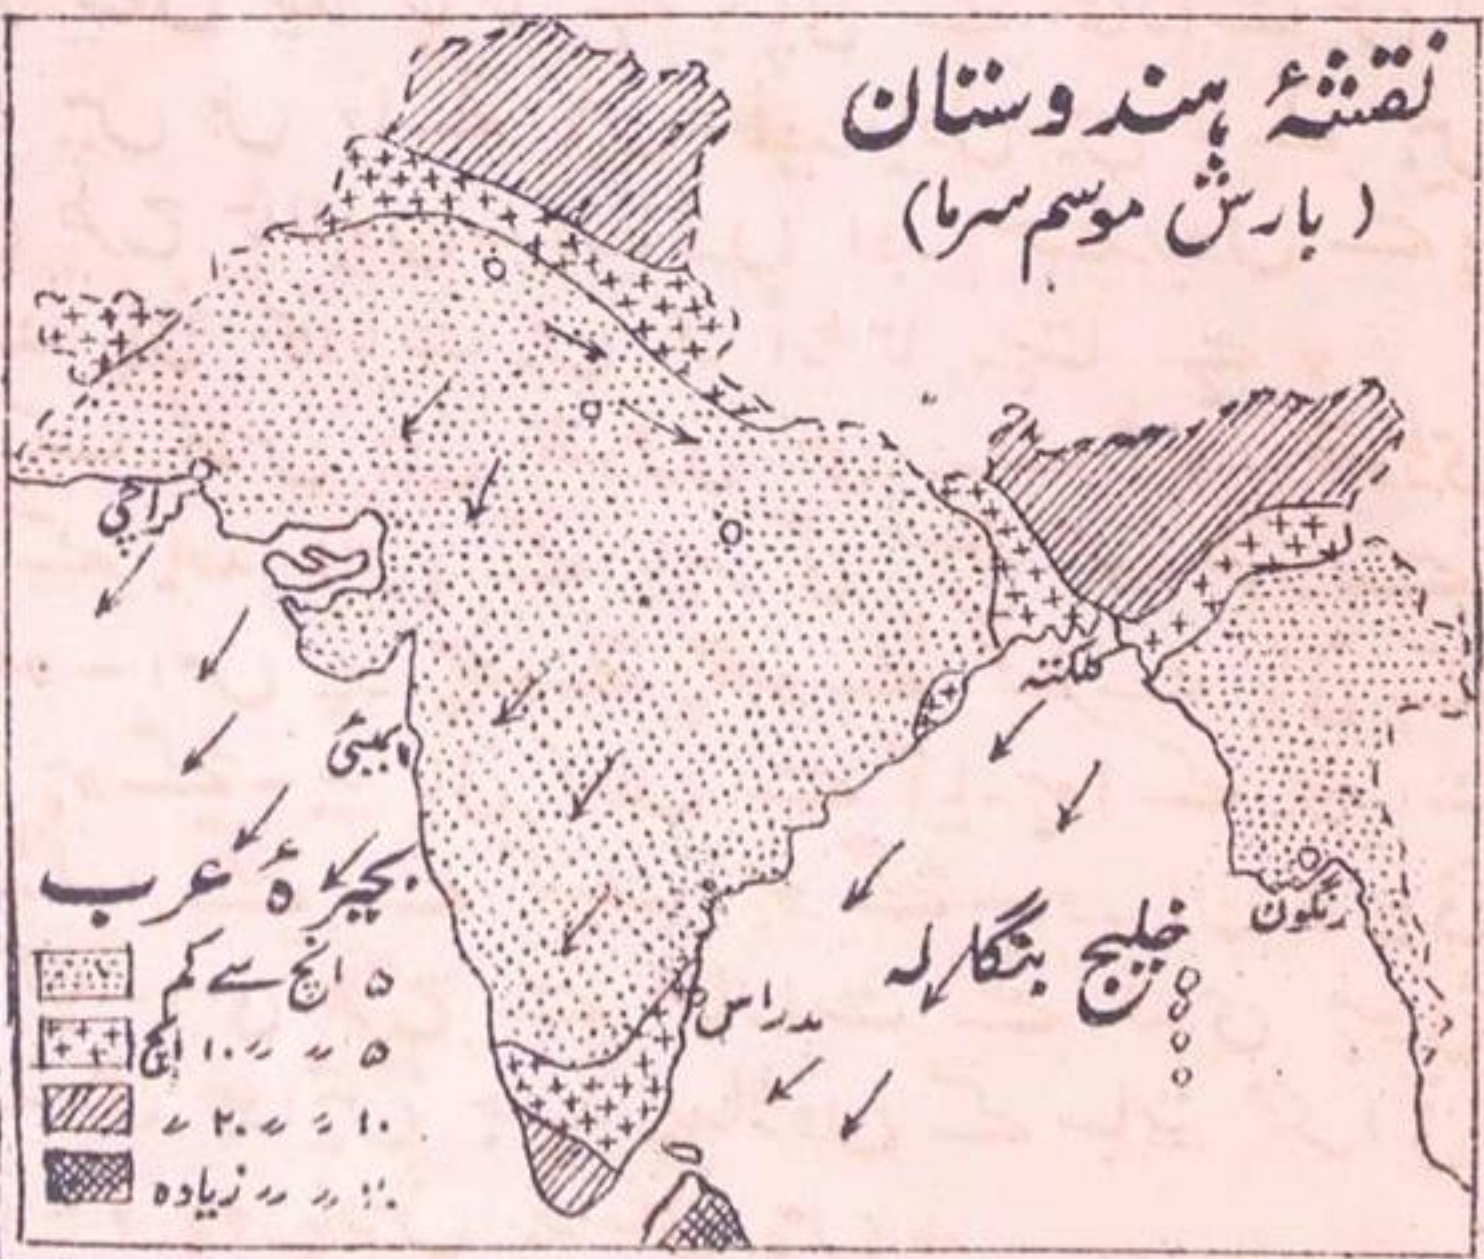 نقشۂ ہندوستان
(بارش موسم سرما)
کراچی
کلکتہ
بمبئی
بحیرۂ عرب
خلیج بنگالہ
رنگون
مدراس
۵ انچ سے کم
۵ 〃 〃 ۱۰ انچ
۱۰ 〃 〃 ۲۰ 〃
۲۰ 〃 〃 زیادہ